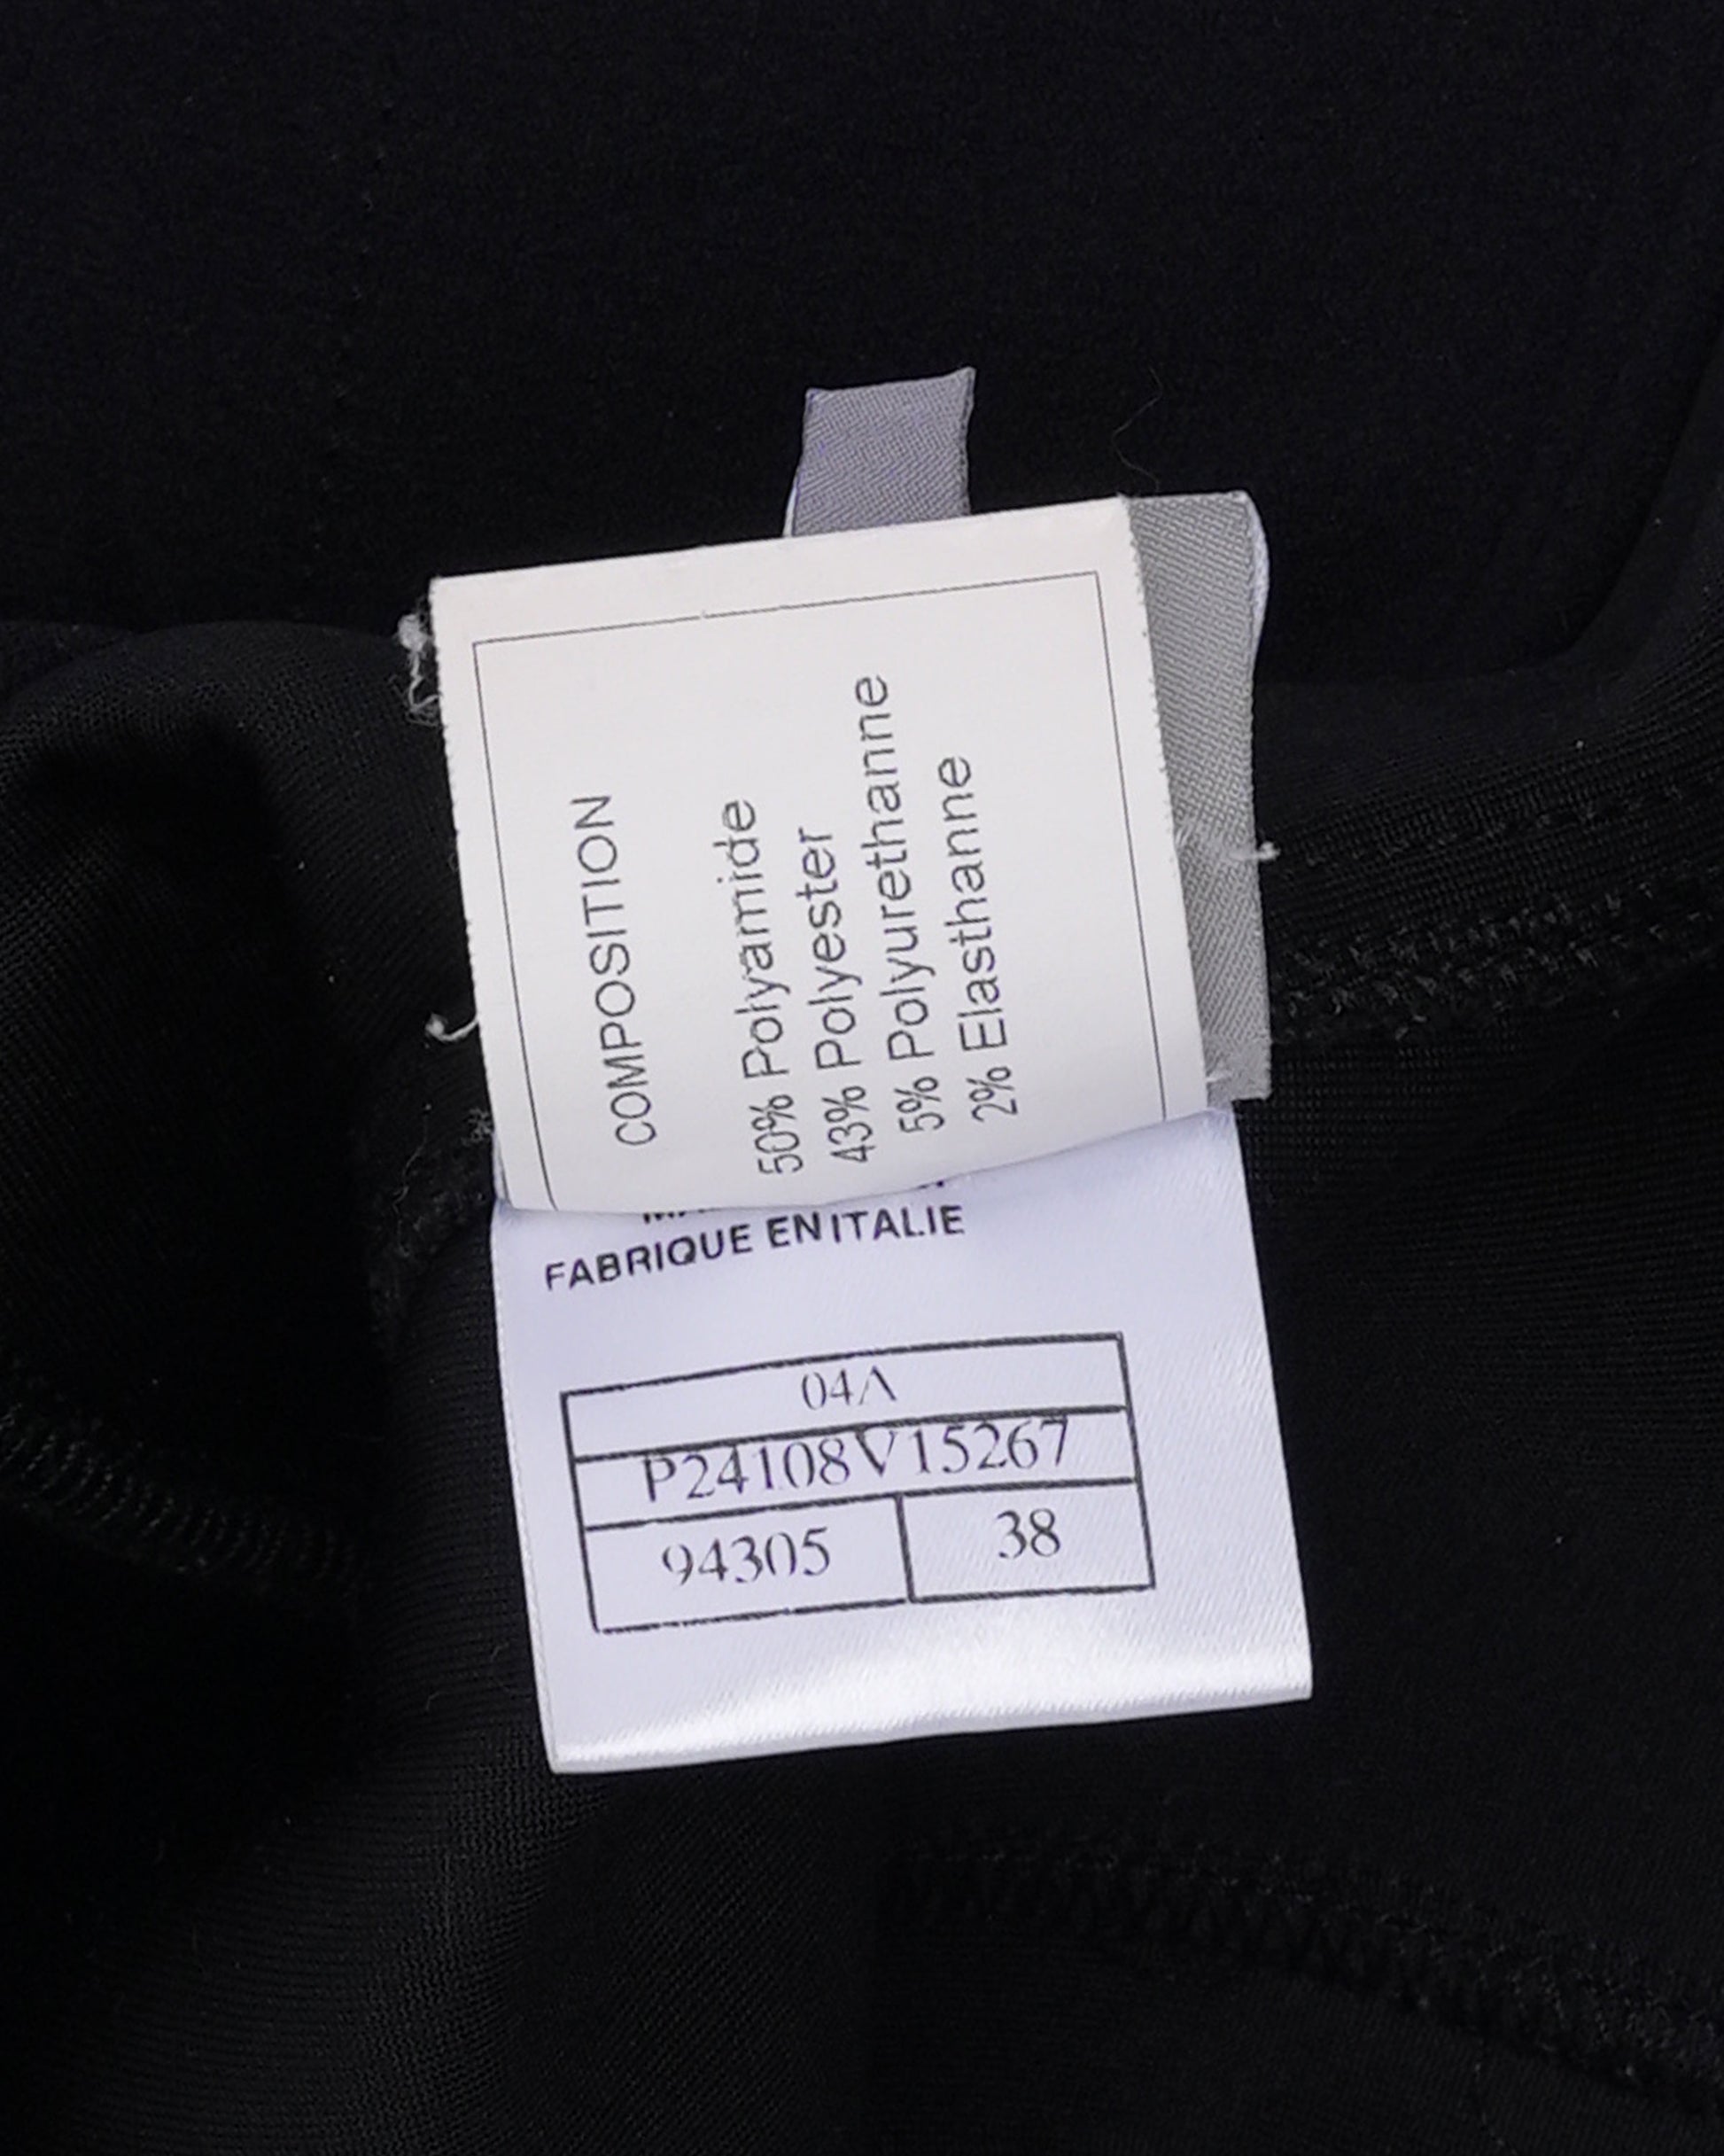 COMPOSITION
50% Polyamide
43% Polyester
5% Polyurethanne
2% Elasthanne
FABRIQUE EN ITALIE
04A
P24108V15267
94305
38